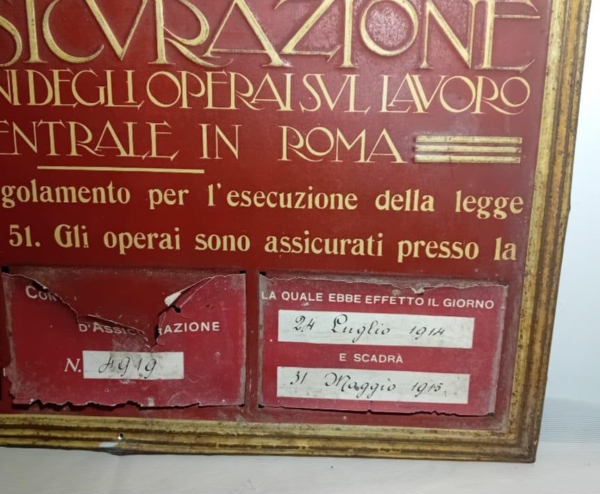 SICVRAZIONE
NI DEGLI OPERAI SVL LAVORO
ENTRALE IN ROMA
golamento per l'esecuzione della legge
51. Gli operai sono assicurati presso la
D'ASSIC AZIONE
N. 4919
LA QUALE EBBE EFFETTO IL GIORNO
24 Luglio 1914
E SCADRÀ
31 Maggio 1915